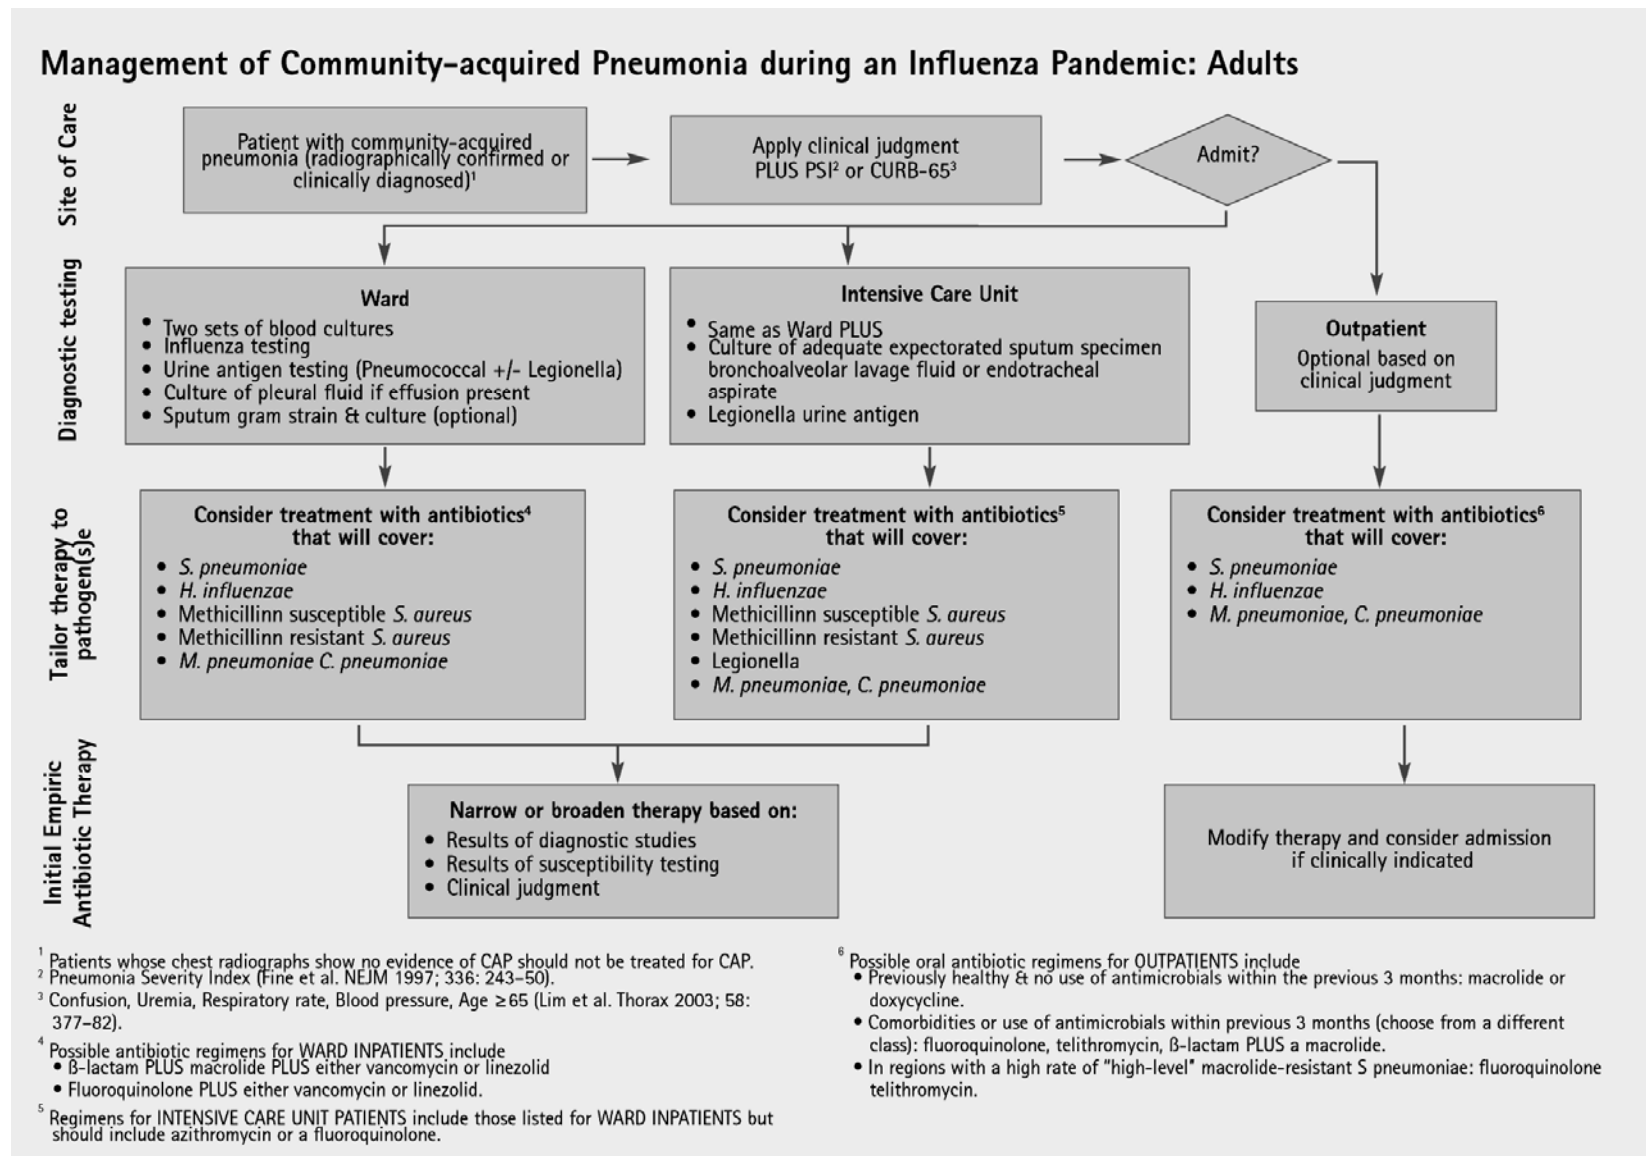 Management of Community-acquired Pneumonia during an Influenza Pandemic: Adults
Site of Care
Patient with community-acquired
pneumonia (radiographically confirmed or
clinically diagnosed)¹
Apply clinical judgment
PLUS PSI² or CURB-65³
Admit?
Diagnostic testing
Ward
• Two sets of blood cultures
• Influenza testing
• Urine antigen testing (Pneumococcal +/- Legionella)
• Culture of pleural fluid if effusion present
• Sputum gram strain & culture (optional)
Intensive Care Unit
• Same as Ward PLUS
• Culture of adequate expectorated sputum specimen
bronchoalveolar lavage fluid or endotracheal
aspirate
• Legionella urine antigen
Outpatient
Optional based on
clinical judgment
Tailor therapy to
pathogen(s)e
Consider treatment with antibiotics⁴
that will cover:
• S. pneumoniae
• H. influenzae
• Methicillinn susceptible S. aureus
• Methicillinn resistant S. aureus
• M. pneumoniae C. pneumoniae
Consider treatment with antibiotics⁵
that will cover:
• S. pneumoniae
• H. influenzae
• Methicillinn susceptible S. aureus
• Methicillinn resistant S. aureus
• Legionella
• M. pneumoniae, C. pneumoniae
Consider treatment with antibiotics⁶
that will cover:
• S. pneumoniae
• H. influenzae
• M. pneumoniae, C. pneumoniae
Initial Empiric
Antibiotic Therapy
Narrow or broaden therapy based on:
• Results of diagnostic studies
• Results of susceptibility testing
• Clinical judgment
Modify therapy and consider admission
if clinically indicated
¹ Patients whose chest radiographs show no evidence of CAP should not be treated for CAP.
² Pneumonia Severity Index (Fine et al. NEJM 1997; 336: 243–50).
³ Confusion, Uremia, Respiratory rate, Blood pressure, Age ≥65 (Lim et al. Thorax 2003; 58:
377–82).
⁴ Possible antibiotic regimens for WARD INPATIENTS include
• ß-lactam PLUS macrolide PLUS either vancomycin or linezolid
• Fluoroquinolone PLUS either vancomycin or linezolid.
⁵ Regimens for INTENSIVE CARE UNIT PATIENTS include those listed for WARD INPATIENTS but
should include azithromycin or a fluoroquinolone.
⁶ Possible oral antibiotic regimens for OUTPATIENTS include
• Previously healthy & no use of antimicrobials within the previous 3 months: macrolide or
doxycycline.
• Comorbidities or use of antimicrobials within previous 3 months (choose from a different
class): fluoroquinolone, telithromycin, ß-lactam PLUS a macrolide.
• In regions with a high rate of "high-level" macrolide-resistant S pneumoniae: fluoroquinolone
telithromycin.